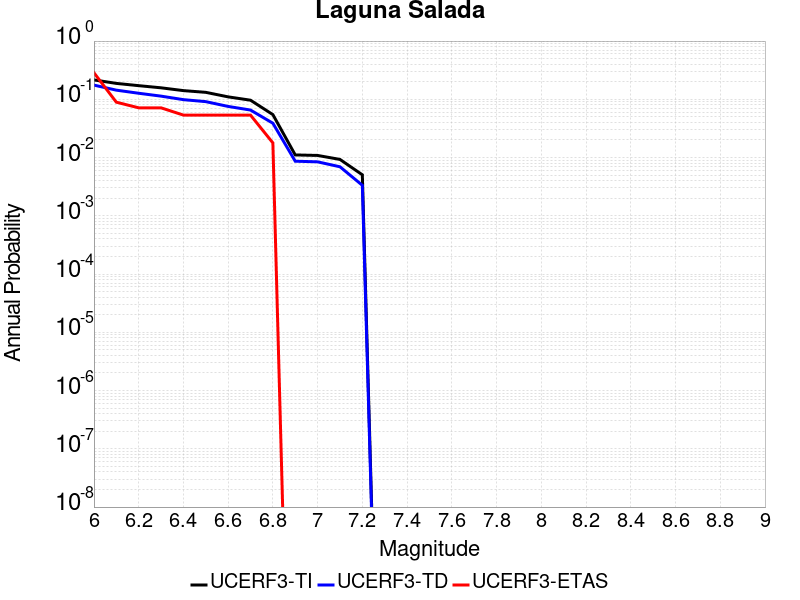 Laguna Salada
10^0
10^-1
10^-2
10^-3
10^-4
10^-5
10^-6
10^-7
10^-8
Annual Probability
6 6.2 6.4 6.6 6.8 7 7.2 7.4 7.6 7.8 8 8.2 8.4 8.6 8.8 9
Magnitude
UCERF3-TI UCERF3-TD UCERF3-ETAS